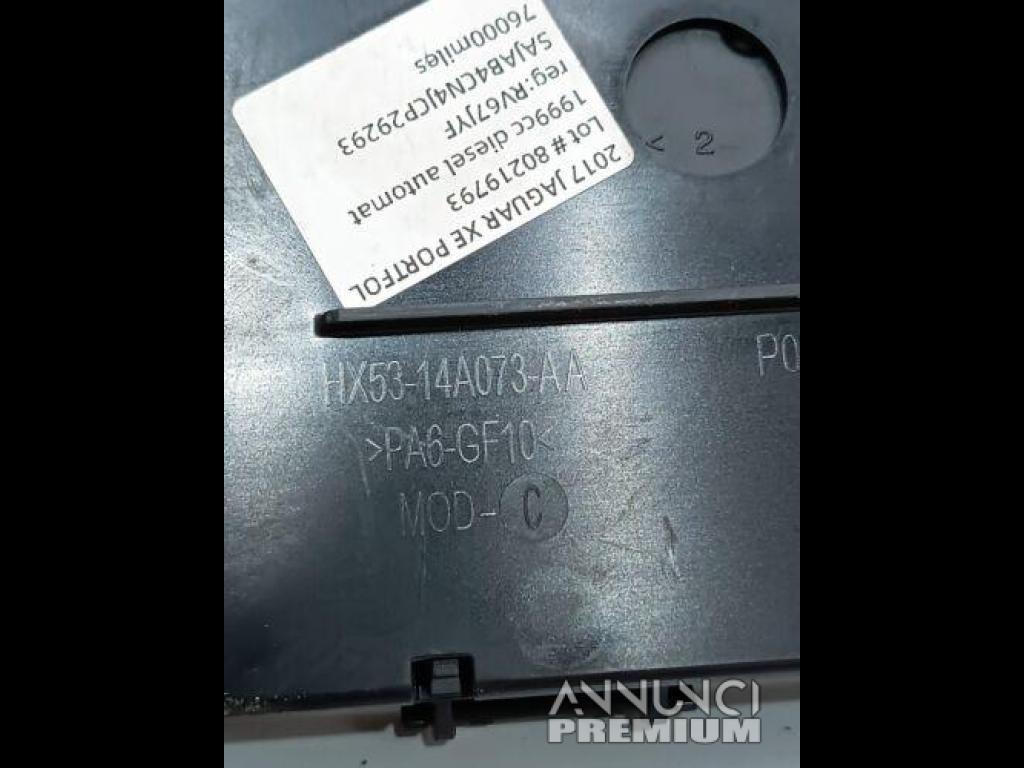 2017 JAGUAR XE PORTFOL
Lot # 80219793
1999cc diesel automat
reg:RV67JYF
SAJAB4CN4JCP29293
76000miles
< 2
HX53-14A073-AA
PO
>PA6-GF10<
MOD-C
ANNUNCI
PREMIUM